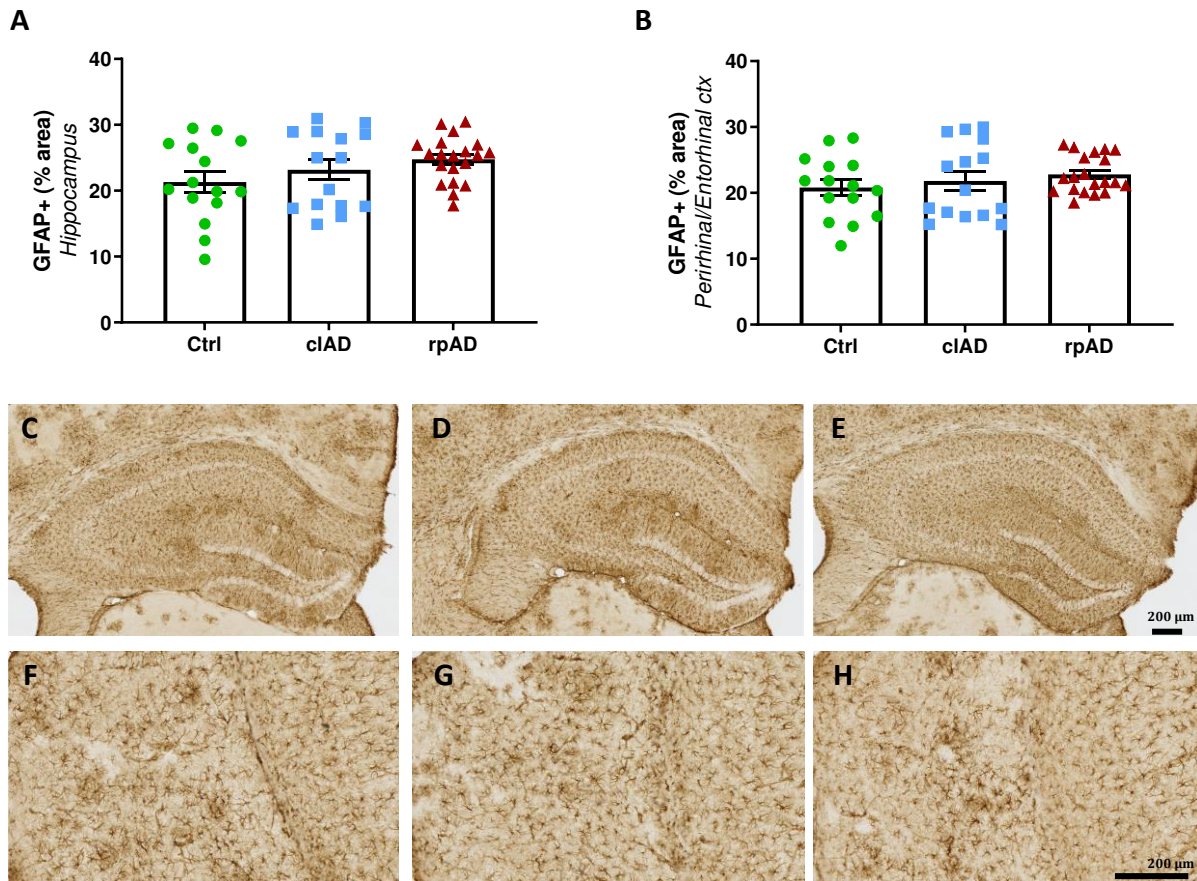 A
GFAP+ (% area)
Hippocampus
40
30
20
10
0
Ctrl
clAD
rpAD
B
GFAP+ (% area)
Perirhinal/Entorhinal ctx
40
30
20
10
0
Ctrl
clAD
rpAD
C
D
E
200 μm
F
G
H
200 μm